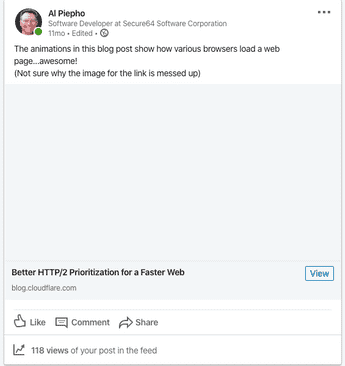 Al Piepho
Software Developer at Secure64 Software Corporation
11mo • Edited •
The animations in this blog post show how various browsers load a web
page...awesome!
(Not sure why the image for the link is messed up)
Better HTTP/2 Prioritization for a Faster Web
View
blog.cloudflare.com
Like Comment Share
118 views of your post in the feed